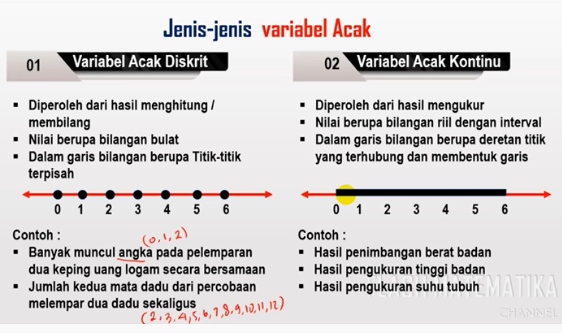 Jenis-jenis variabel Acak
01 Variabel Acak Diskrit
▪ Diperoleh dari hasil menghitung /
membilang
▪ Nilai berupa bilangan bulat
▪ Dalam garis bilangan berupa Titik-titik
terpisah
0 1 2 3 4 5 6
Contoh :
(0,1,2)
▪ Banyak muncul angka pada pelemparan
dua keping uang logam secara bersamaan
▪ Jumlah kedua mata dadu dari percobaan
melempar dua dadu sekaligus
(2,3,4,5,6,7,8,9,10,11,12)
02 Variabel Acak Kontinu
▪ Diperoleh dari hasil mengukur
▪ Nilai berupa bilangan riil dengan interval
▪ Dalam garis bilangan berupa deretan titik
yang terhubung dan membentuk garis
0 1 2 3 4 5 6
Contoh :
▪ Hasil penimbangan berat badan
▪ Hasil pengukuran tinggi badan
▪ Hasil pengukuran suhu tubuh
MATEMATIKA
CHANNEL